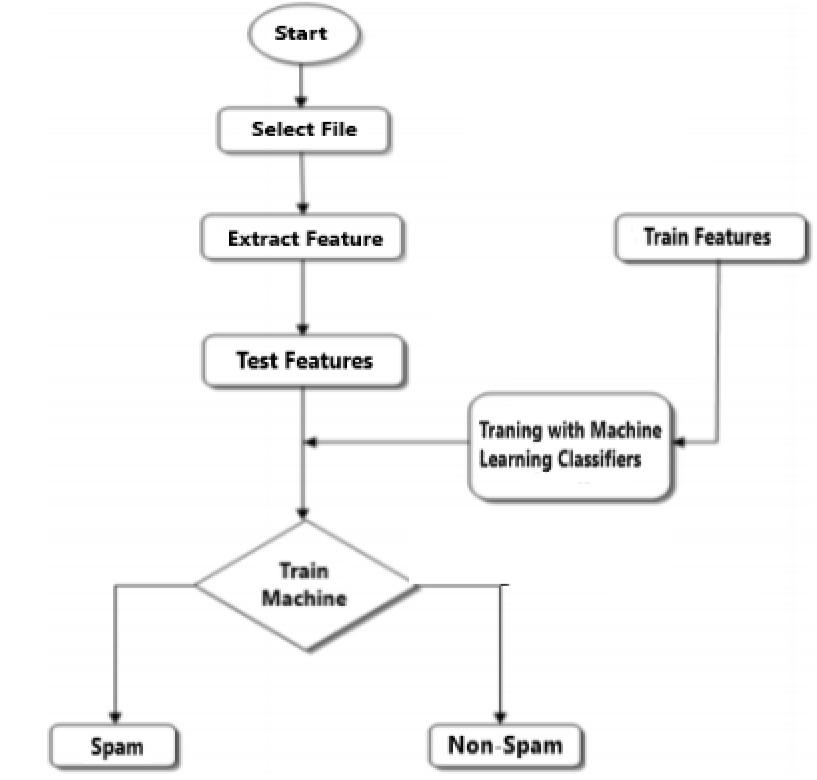 Start
Select File
Extract Feature
Train Features
Test Features
Traning with Machine
Learning Classifiers
Train
Machine
Spam
Non-Spam